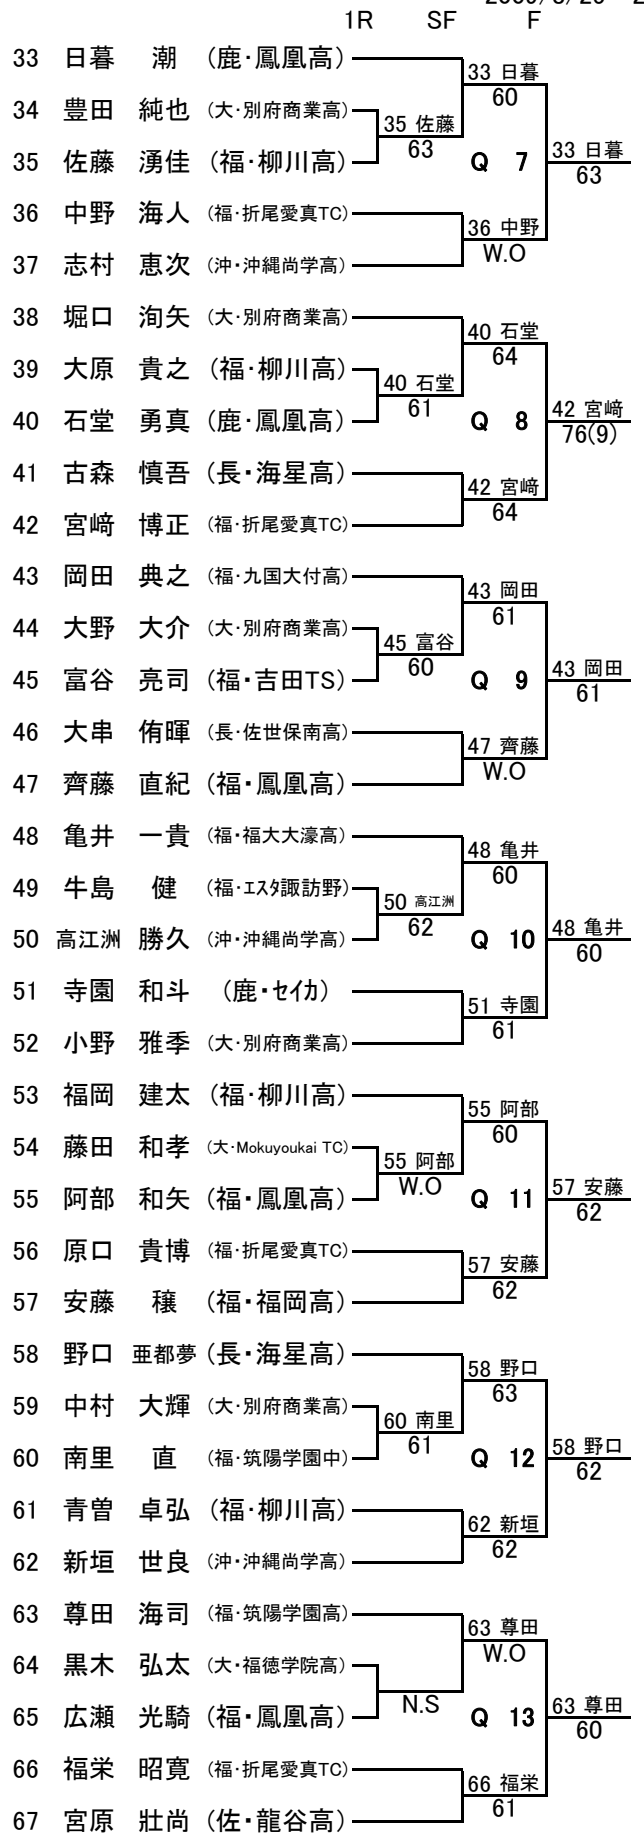 1R SF F
33 日暮 潮 (鹿・鳳凰高)
33 日暮
60
34 豊田 純也 (大・別府商業高)
35 佐藤
63
35 佐藤 湧佳 (福・柳川高)
Q 7
33 日暮
63
36 中野 海人 (福・折尾愛真TC)
36 中野
W.O
37 志村 恵次 (沖・沖縄尚学高)
38 堀口 洵矢 (大・別府商業高)
40 石堂
64
39 大原 貴之 (福・柳川高)
40 石堂
61
40 石堂 勇真 (鹿・鳳凰高)
Q 8
42 宮﨑
76(9)
41 古森 慎吾 (長・海星高)
42 宮﨑
64
42 宮﨑 博正 (福・折尾愛真TC)
43 岡田 典之 (福・九国大付高)
43 岡田
61
44 大野 大介 (大・別府商業高)
45 富谷
60
45 富谷 亮司 (福・吉田TS)
Q 9
43 岡田
61
46 大串 侑暉 (長・佐世保南高)
47 齊藤
W.O
47 齊藤 直紀 (福・鳳凰高)
48 亀井 一貴 (福・福大大濠高)
48 亀井
60
49 牛島 健 (福・エスタ諏訪野)
50 高江洲
62
50 高江洲 勝久 (沖・沖縄尚学高)
Q 10
48 亀井
60
51 寺園 和斗 (鹿・セイカ)
51 寺園
61
52 小野 雅季 (大・別府商業高)
53 福岡 建太 (福・柳川高)
55 阿部
60
54 藤田 和孝 (大・Mokuyoukai TC)
55 阿部
W.O
55 阿部 和矢 (福・鳳凰高)
Q 11
57 安藤
62
56 原口 貴博 (福・折尾愛真TC)
57 安藤
62
57 安藤 穣 (福・福岡高)
58 野口 亜都夢 (長・海星高)
58 野口
63
59 中村 大輝 (大・別府商業高)
60 南里
61
60 南里 直 (福・筑陽学園中)
Q 12
58 野口
62
61 青曽 卓弘 (福・柳川高)
62 新垣
62
62 新垣 世良 (沖・沖縄尚学高)
63 尊田 海司 (福・筑陽学園高)
63 尊田
W.O
64 黒木 弘太 (大・福徳学院高)
N.S
65 広瀬 光騎 (福・鳳凰高)
Q 13
63 尊田
60
66 福栄 昭寛 (福・折尾愛真TC)
66 福栄
61
67 宮原 壯尚 (佐・龍谷高)